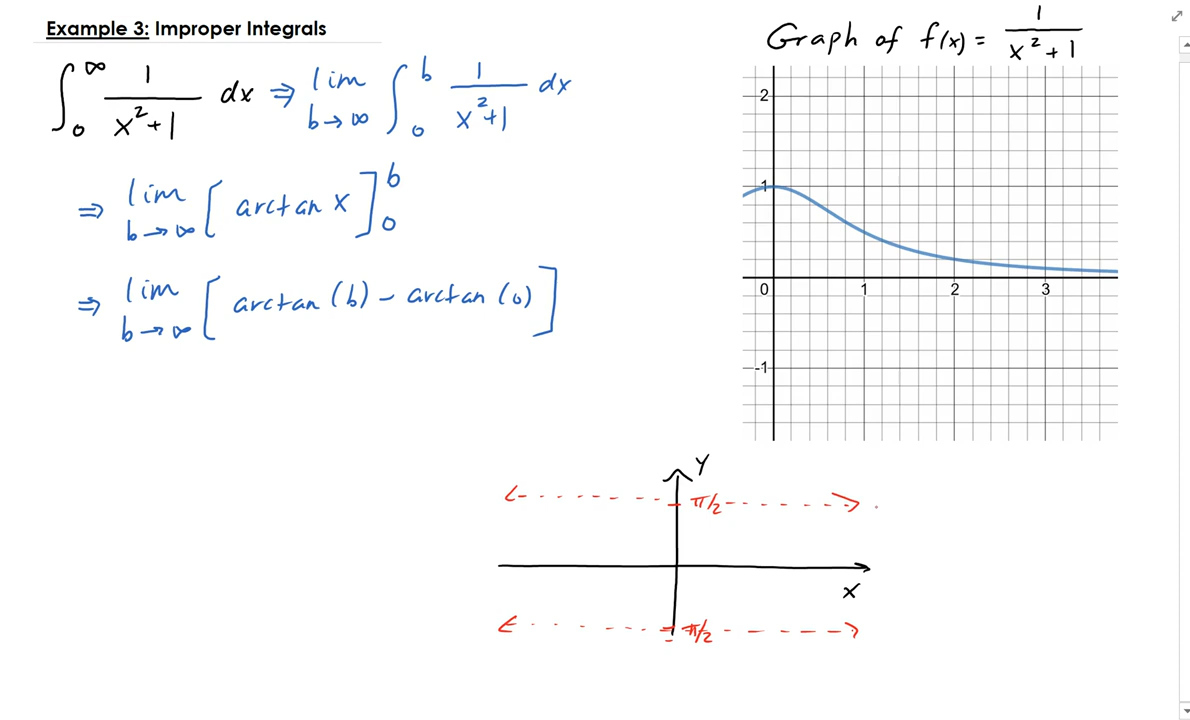 Example 3: Improper Integrals
∫₀^∞ 1/(x²+1) dx ⇒ lim b→∞ ∫₀^b 1/(x²+1) dx
⇒ lim b→∞ [ arctan x ]₀^b
⇒ lim b→∞ [ arctan (b) - arctan (0) ]
Graph of f(x) = 1/(x²+1)
2
1
0 1 2 3
-1
Y
π/2
X
-π/2